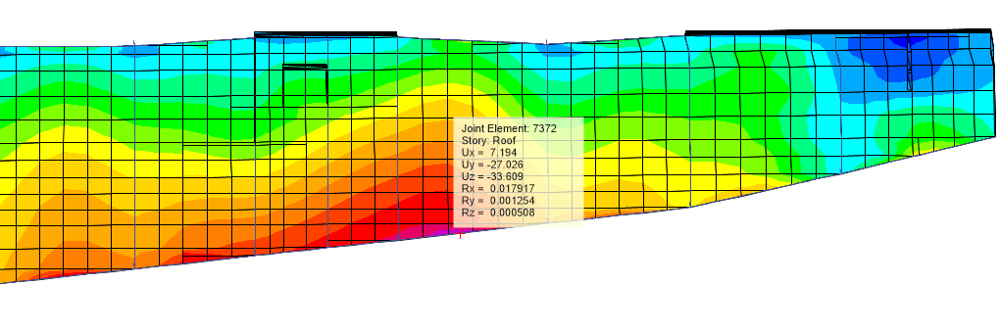 Joint Element: 7372
Story: Roof
Ux = 7.194
Uy = -27.026
Uz = -33.609
Rx = 0.017917
Ry = 0.001254
Rz = 0.000508